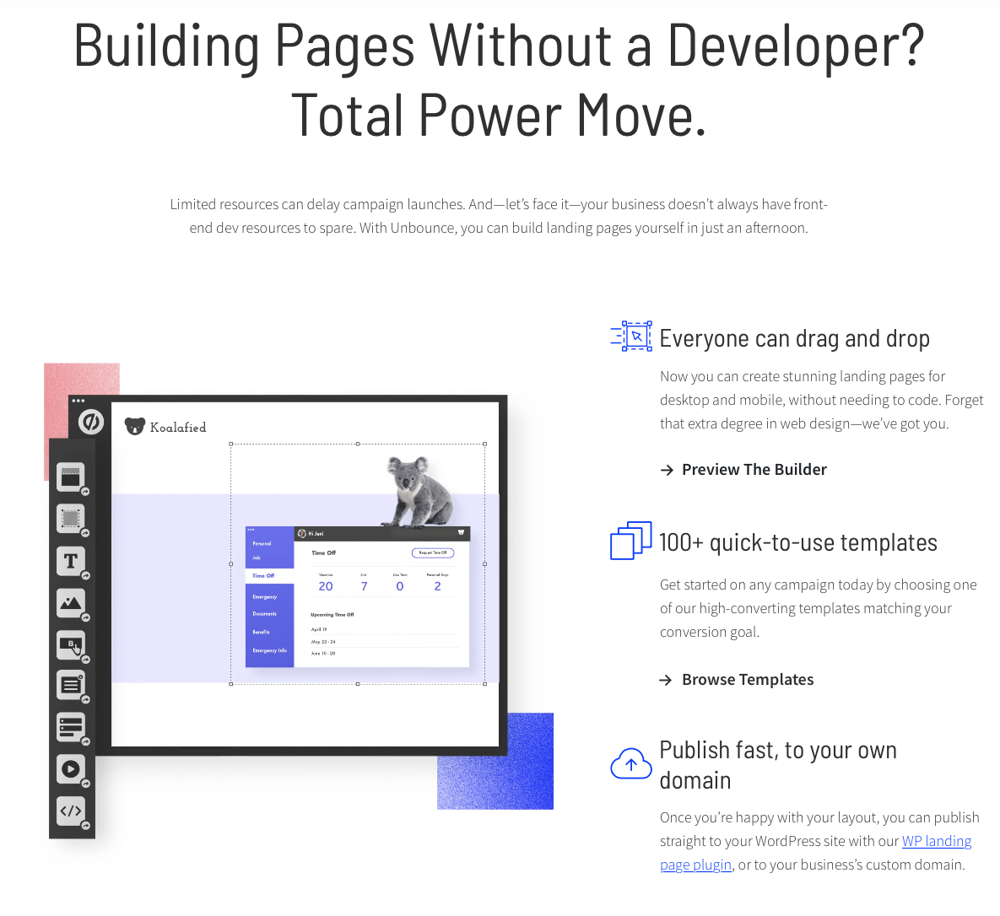 Building Pages Without a Developer?
Total Power Move.
Limited resources can delay campaign launches. And—let’s face it—your business doesn’t always have front-
end dev resources to spare. With Unbounce, you can build landing pages yourself in just an afternoon.
Koalafied
Hi Jen!
Personal
Job
Time Off
Emergency
Documents
Benefits
Emergency Info
Time Off
Request Time Off
Vacation
Sick
Lieu Time
Personal Days
20
7
0
2
Upcoming Time Off
April 19
May 23 - 24
June 10 - 20
T
B
</>
Everyone can drag and drop
Now you can create stunning landing pages for
desktop and mobile, without needing to code. Forget
that extra degree in web design—we’ve got you.
→ Preview The Builder
100+ quick-to-use templates
Get started on any campaign today by choosing one
of our high-converting templates matching your
conversion goal.
→ Browse Templates
Publish fast, to your own
domain
Once you’re happy with your layout, you can publish
straight to your WordPress site with our WP landing
page plugin, or to your business’s custom domain.